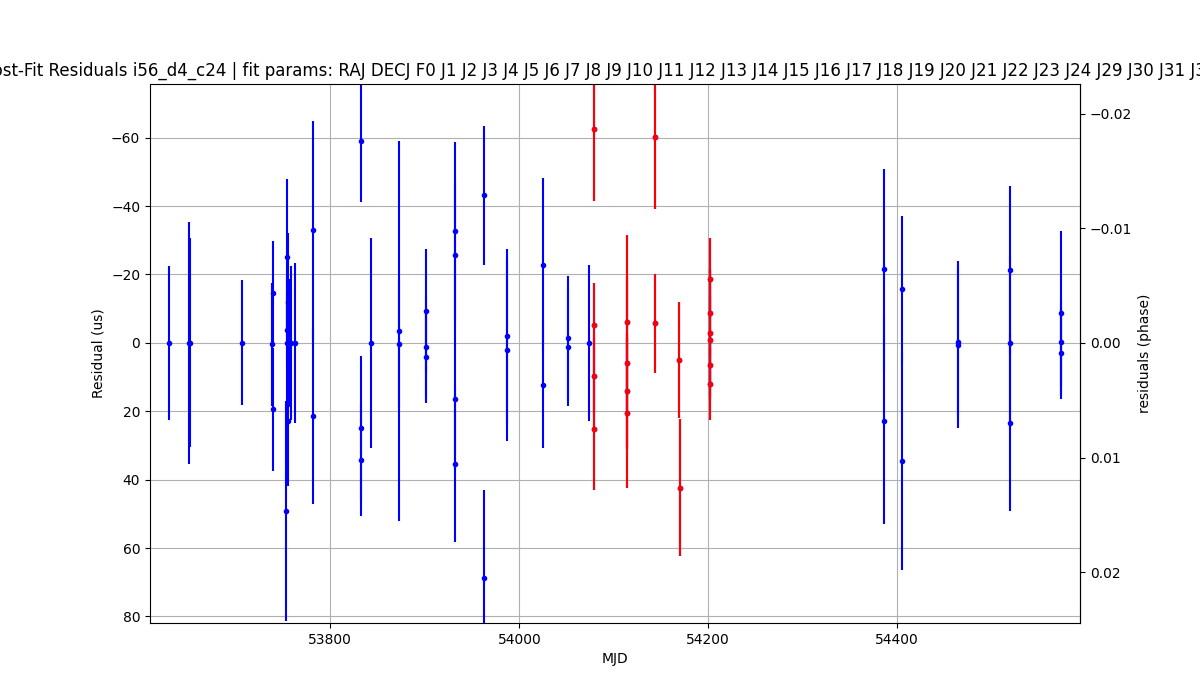 Residuals i56_d4_c24 | fit params: RAJ DECJ F0 J1 J2 J3 J4 J5 J6 J7 J8 J9 J10 J11 J12 J13 J14 J15 J16 J17 J18 J19 J20 J21 J22 J23 J24 J29 J30 J31
−60
−40
−20
0
20
40
60
80
Residual (us)
53800 54000 54200 54400
MJD
−0.02
−0.01
0.00
0.01
0.02
residuals (phase)